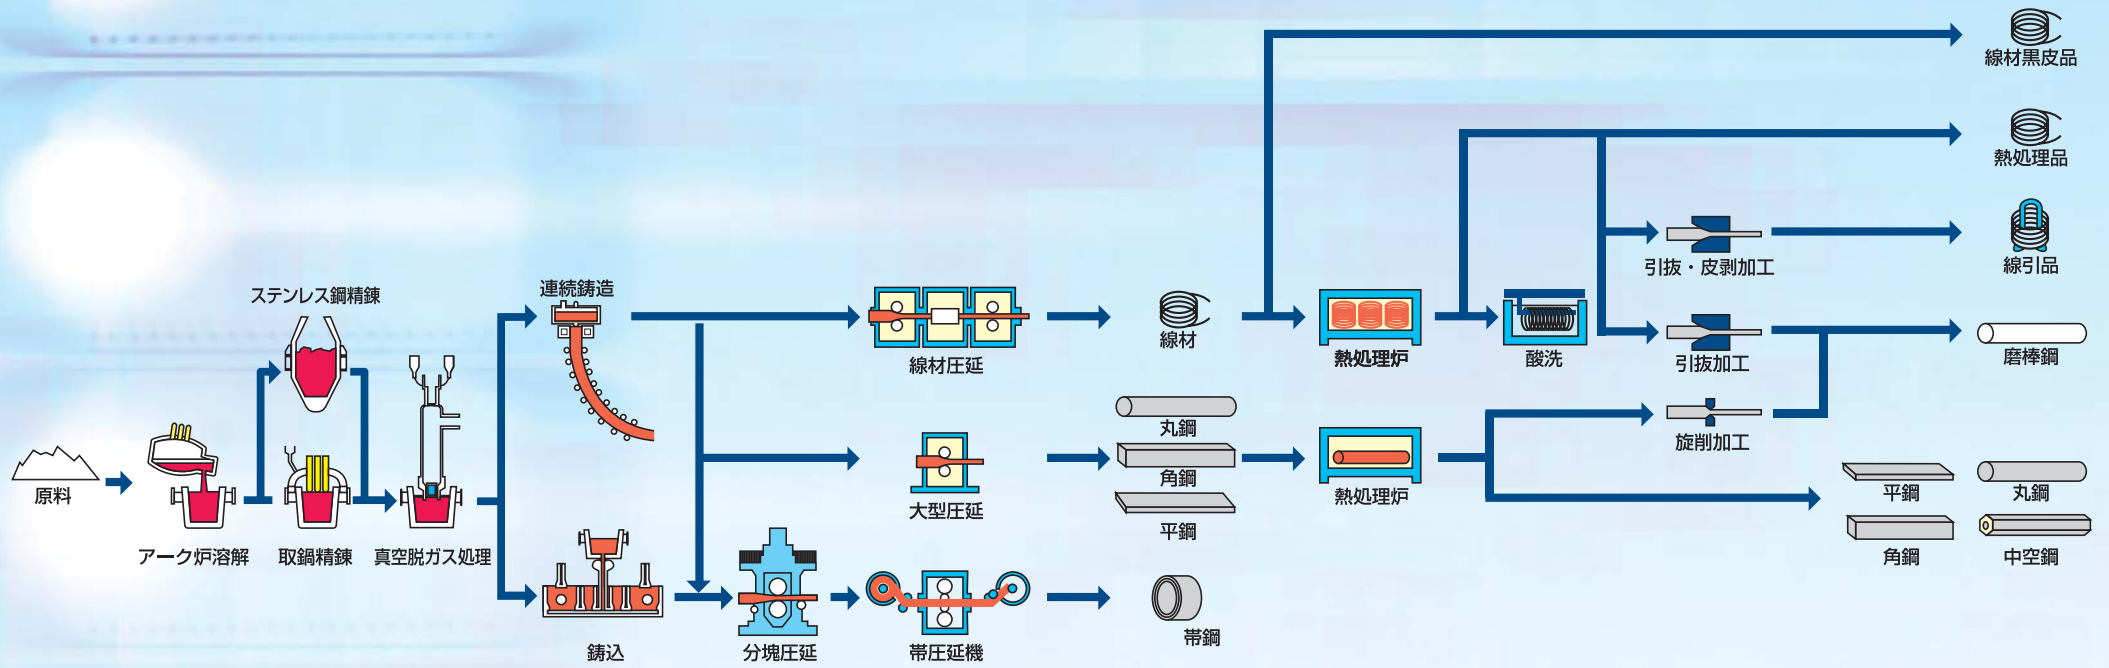 原料
アーク炉溶解
ステンレス鋼精錬
取鍋精錬
真空脱ガス処理
連続鋳造
鋳込
分塊圧延
線材圧延
大型圧延
帯圧延機
線材
丸鋼
角鋼
平鋼
帯鋼
熱処理炉
熱処理炉
酸洗
引抜・皮剥加工
引抜加工
旋削加工
線材黒皮品
熱処理品
線引品
磨棒鋼
平鋼
丸鋼
角鋼
中空鋼